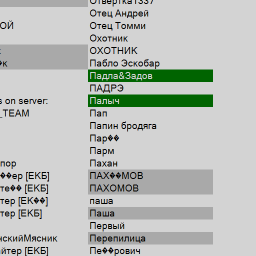 Отвертка1337
Отец Андрей
ОЙ
Отец Томми
Охотник
ОХОТНИК
к
Пабло Эскобар
Падла&Задов
ПАДРЭ
s on server:
Палыч
_TEAM
Пап
Папин бродяга
Пар��
Парм
пор
Пахан
��ер [ЕКБ]
ПАХ��МОВ
те�� [ЕКБ]
ПАХОМОВ
тер [ЕК��]
паша
тер [ЕКБ]
Паша
Первый
нскийМясник
Перепилица
йтер [ЕКБ]
Пе��рович